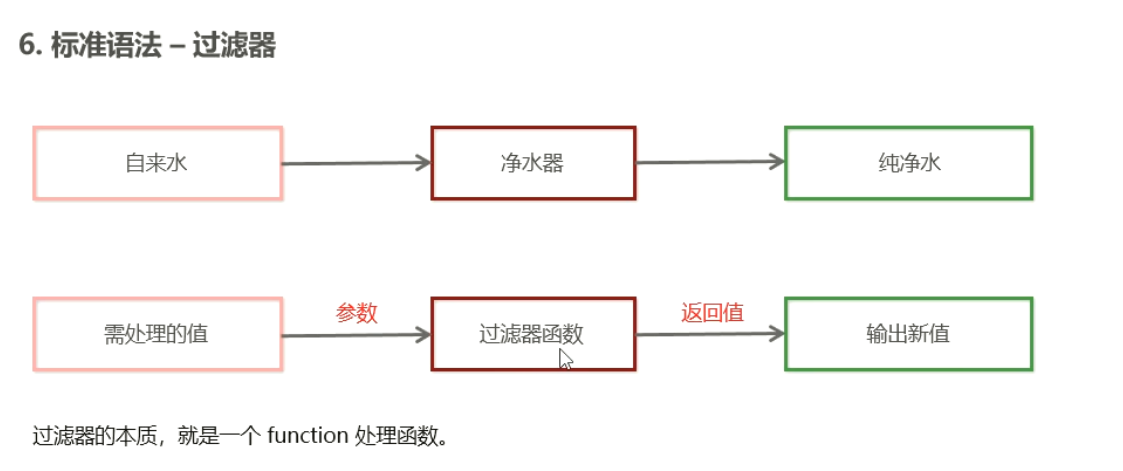 6. 标准语法 – 过滤器
自来水
净水器
纯净水
需处理的值
参数
过滤器函数
返回值
输出新值
过滤器的本质，就是一个 function 处理函数。